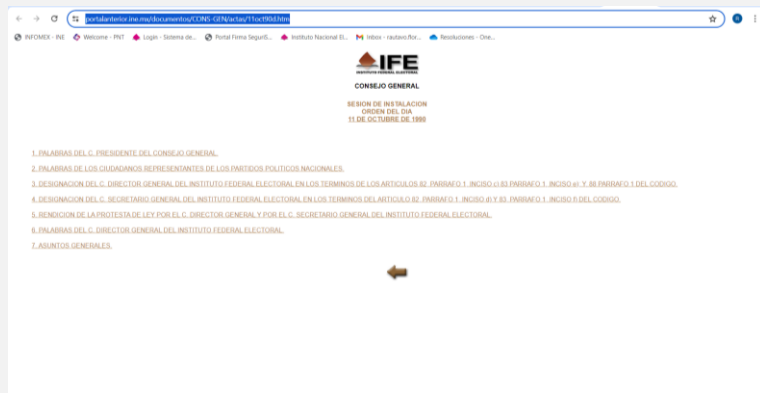 portalanterior.ine.mx/documentos/CONS-GEN/actas/11oct90d.htm
INFOMEX - INE Welcome - PNT Login - Sistema de... Portal Firma SeguriS... Instituto Nacional El... Inbox - rautavo.flor... Resoluciones - One...
IFE
INSTITUTO FEDERAL ELECTORAL
CONSEJO GENERAL
SESION DE INSTALACION
ORDEN DEL DIA
11 DE OCTUBRE DE 1990
1. PALABRAS DEL C. PRESIDENTE DEL CONSEJO GENERAL.
2. PALABRAS DE LOS CIUDADANOS REPRESENTANTES DE LOS PARTIDOS POLITICOS NACIONALES.
3. DESIGNACION DEL C. DIRECTOR GENERAL DEL INSTITUTO FEDERAL ELECTORAL EN LOS TERMINOS DE LOS ARTICULOS 82, PARRAFO 1, INCISO c) 83 PARRAFO 1, INCISO e), Y, 88 PARRAFO 1 DEL CODIGO.
4. DESIGNACION DEL C. SECRETARIO GENERAL DEL INSTITUTO FEDERAL ELECTORAL EN LOS TERMINOS DEL ARTICULO 82, PARRAFO 1, INCISO d) Y 83, PARRAFO 1, INCISO f) DEL CODIGO.
5. RENDICION DE LA PROTESTA DE LEY POR EL C. DIRECTOR GENERAL Y POR EL C. SECRETARIO GENERAL DEL INSTITUTO FEDERAL ELECTORAL.
6. PALABRAS DEL C. DIRECTOR GENERAL DEL INSTITUTO FEDERAL ELECTORAL.
7. ASUNTOS GENERALES.